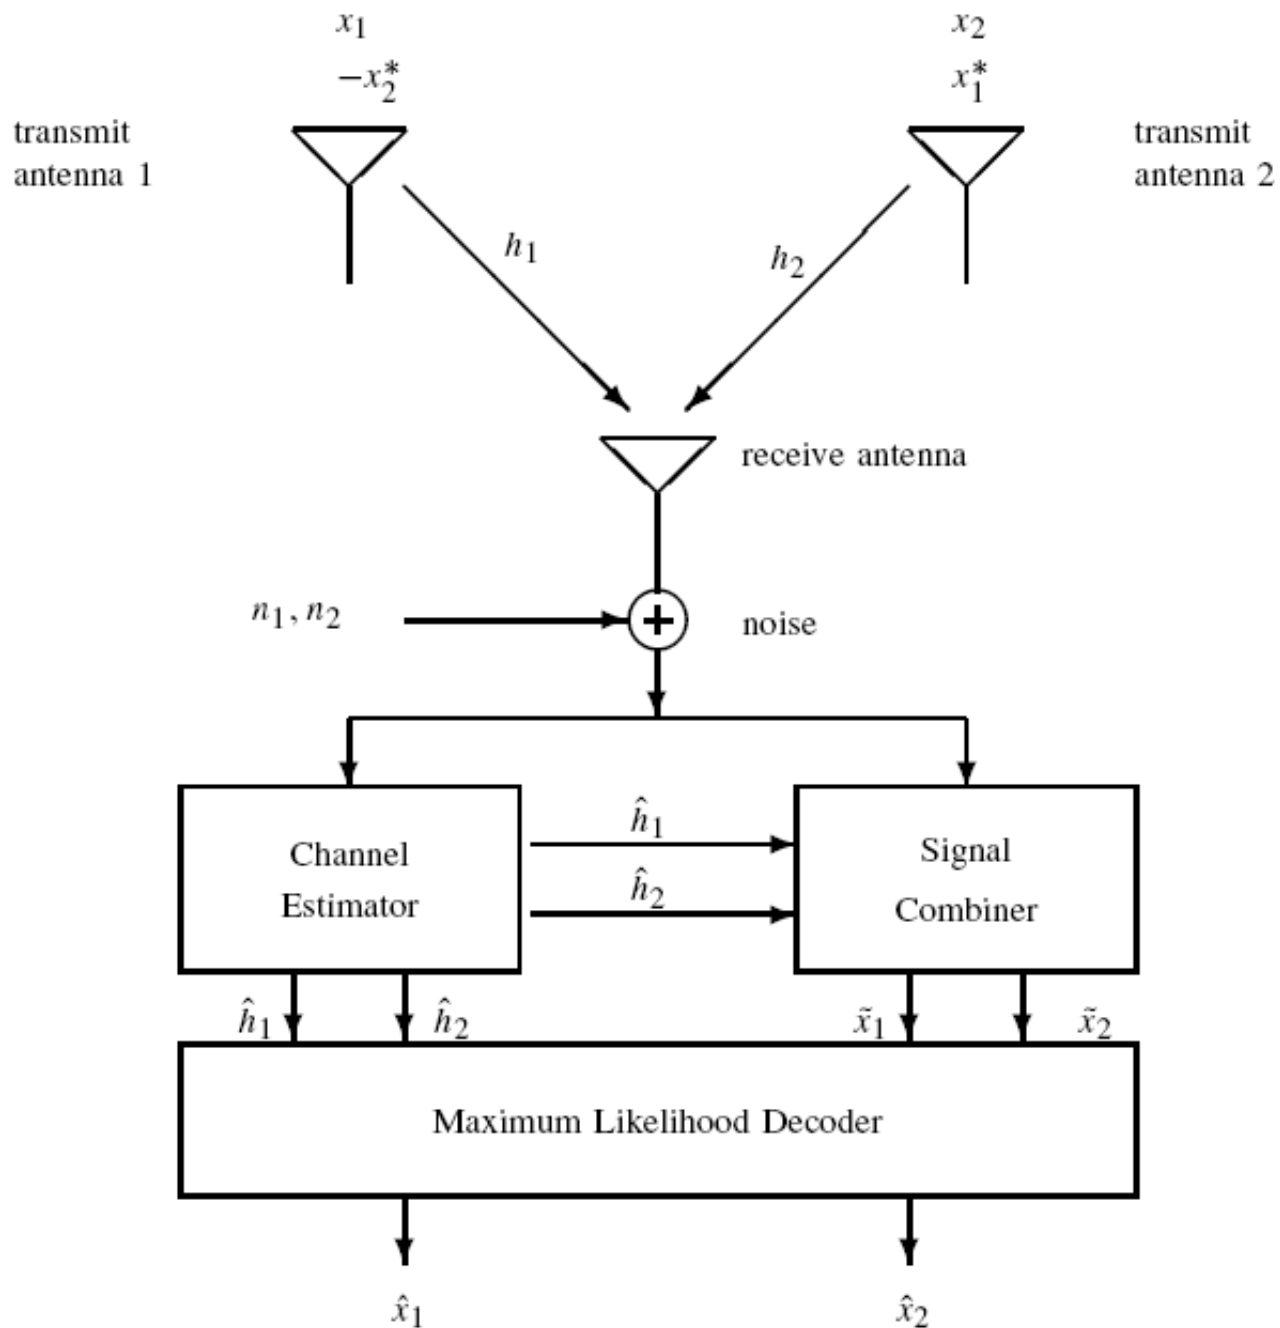 x₁ x₂
−x₂* x₁*
transmit antenna 1
transmit antenna 2
h₁ h₂
receive antenna
n₁, n₂ noise
Channel Estimator
ĥ₁
ĥ₂
Signal Combiner
ĥ₁ ĥ₂ x̃₁ x̃₂
Maximum Likelihood Decoder
x̂₁ x̂₂